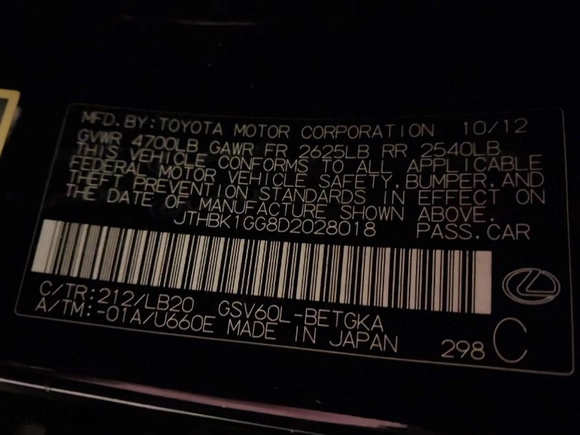 MFD.BY:TOYOTA MOTOR CORPORATION 10/12
GVWR 4700LB GAWR FR 2625LB RR 2540LB
THIS VEHICLE CONFORMS TO ALL APPLICABLE
FEDERAL MOTOR VEHICLE SAFETY,BUMPER,AND
THEFT PREVENTION STANDARDS IN EFFECT ON
THE DATE OF MANUFACTURE SHOWN ABOVE.
JTHBK1GG8D2028018 PASS.CAR
C/TR:212/LB20 GSV60L-BETGKA
A/TM:-01A/U660E MADE IN JAPAN 298 C